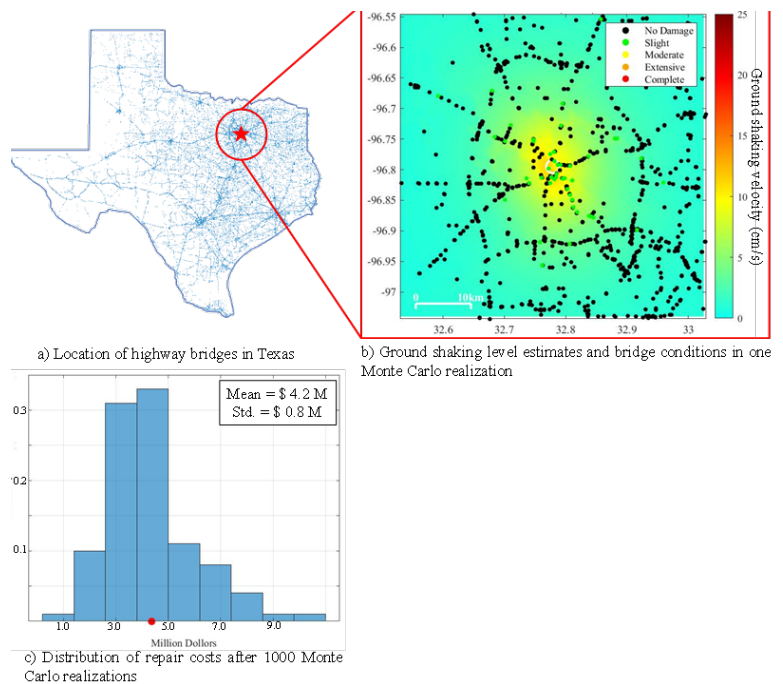 -96.55
-96.6
-96.65
-96.7
-96.75
-96.8
-96.85
-96.9
-96.95
-97
No Damage
Slight
Moderate
Extensive
Complete
0 10km
32.6 32.7 32.8 32.9 33
25
20
15
10
5
0
Ground shaking velocity (cm/s)
a) Location of highway bridges in Texas
b) Ground shaking level estimates and bridge conditions in one
Monte Carlo realization
Mean = $ 4.2 M
Std. = $ 0.8 M
0.3
0.2
0.1
1.0 3.0 5.0 7.0 9.0
Million Dollors
c) Distribution of repair costs after 1000 Monte
Carlo realizations